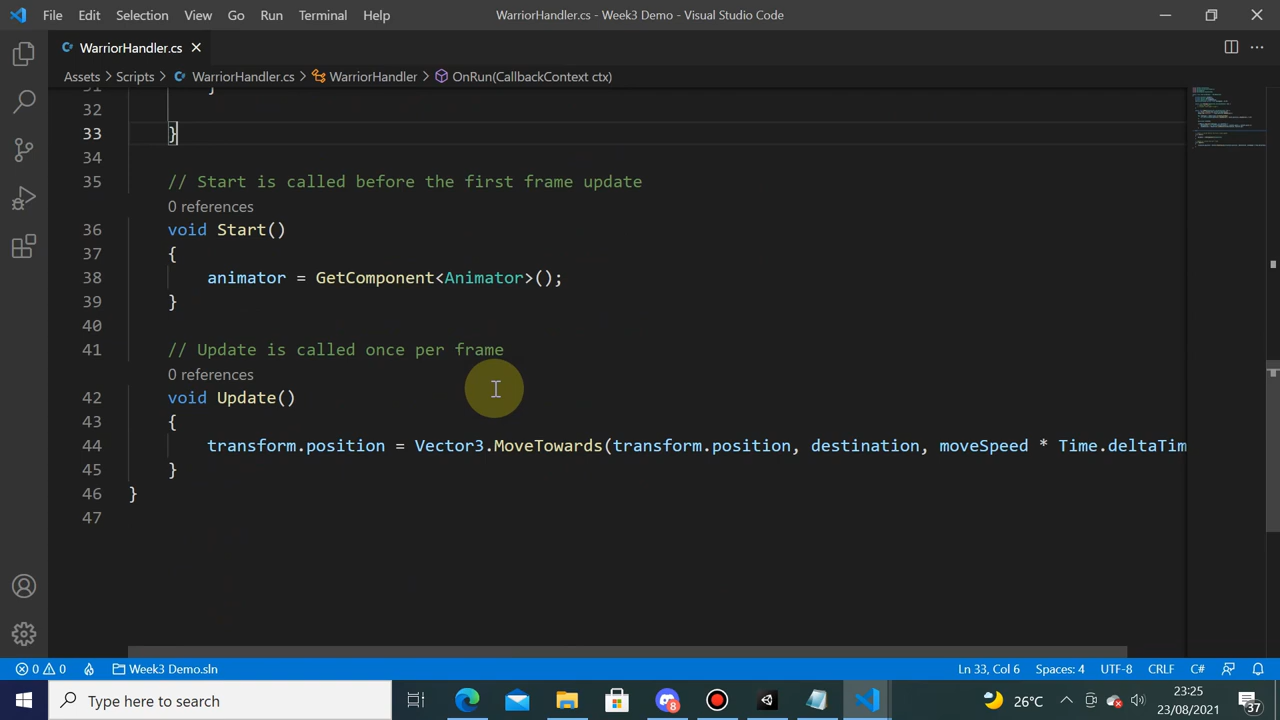 File Edit Selection View Go Run Terminal Help WarriorHandler.cs - Week3 Demo - Visual Studio Code
WarriorHandler.cs
Assets > Scripts > WarriorHandler.cs > WarriorHandler > OnRun(CallbackContext ctx)
31 }
32
33 }
34
35 // Start is called before the first frame update
0 references
36 void Start()
37 {
38 animator = GetComponent<Animator>();
39 }
40
41 // Update is called once per frame
0 references
42 void Update()
43 {
44 transform.position = Vector3.MoveTowards(transform.position, destination, moveSpeed * Time.deltaTim
45 }
46 }
47
0 0 Week3 Demo.sln Ln 33, Col 6 Spaces: 4 UTF-8 CRLF C#
Type here to search 8 26°C 23:25
23/08/2021 37